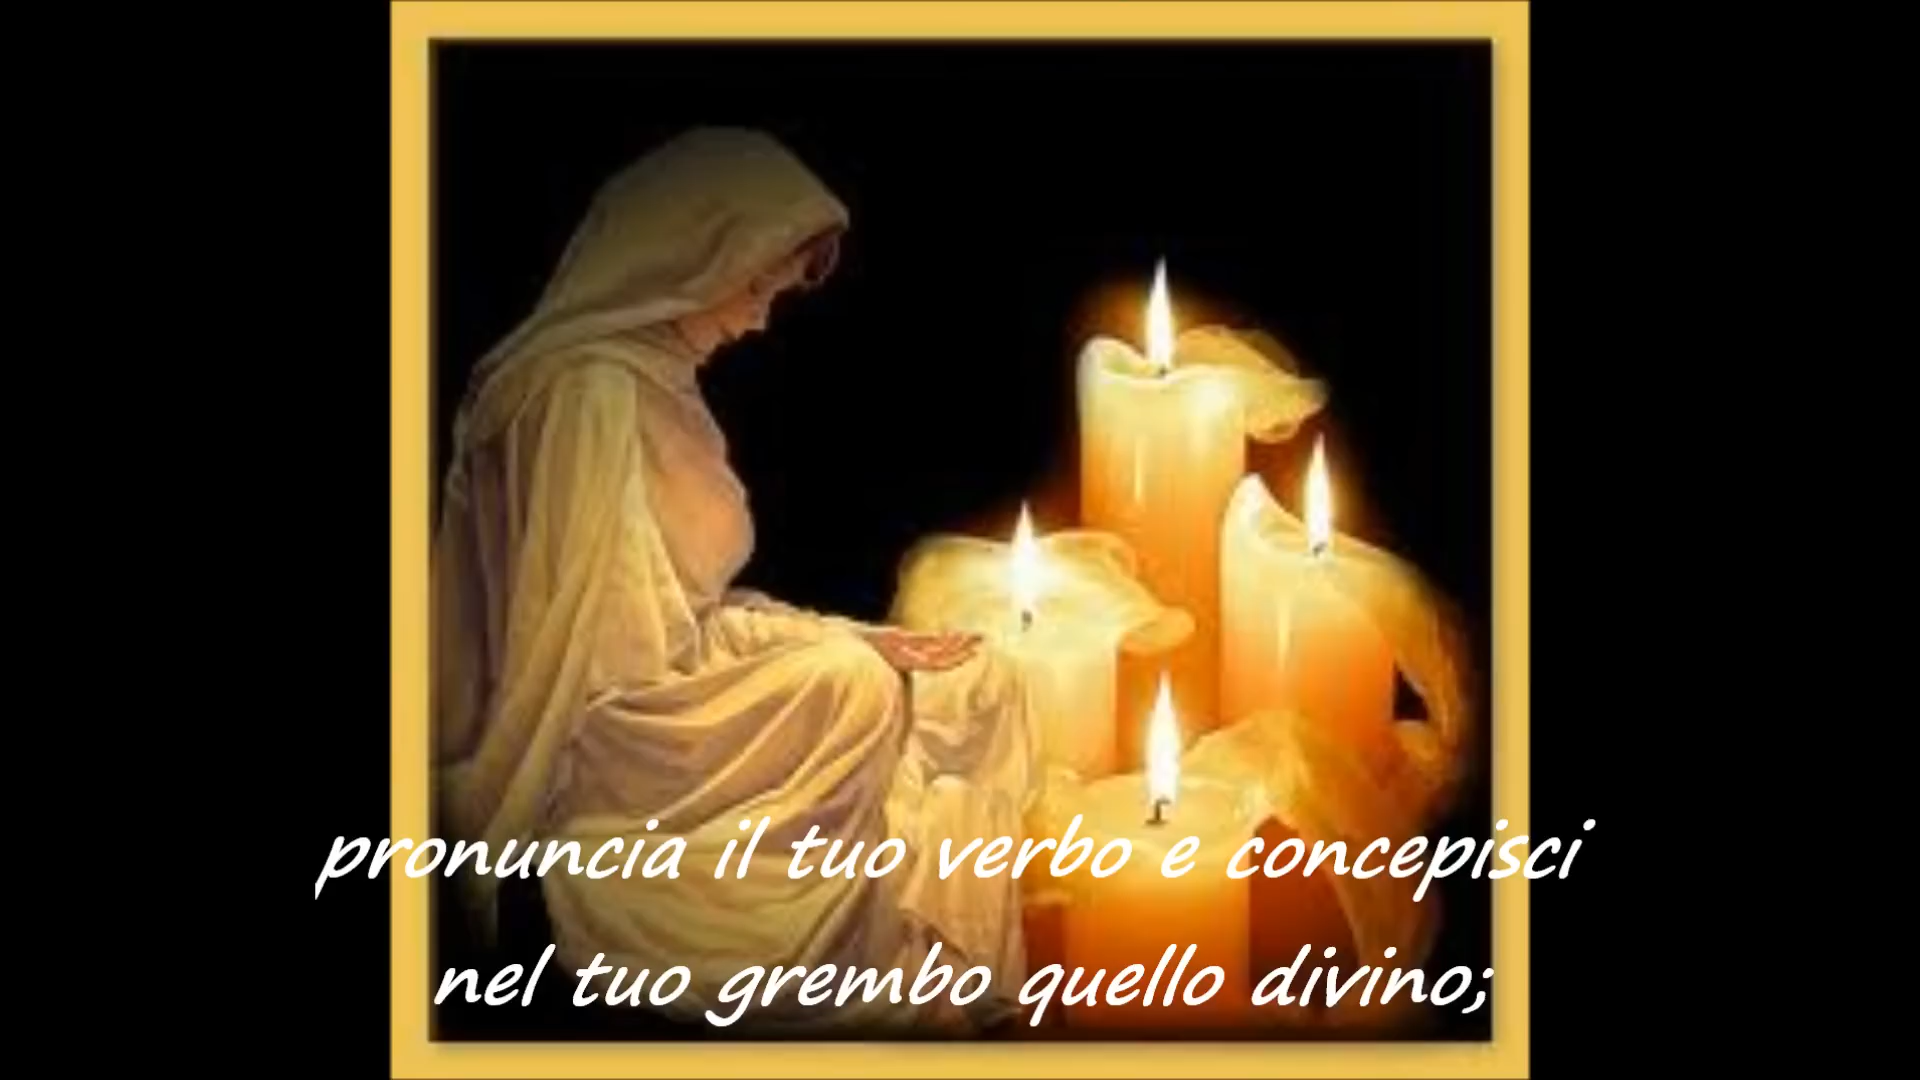 pronuncia il tuo verbo e concepisci
nel tuo grembo quello divino;